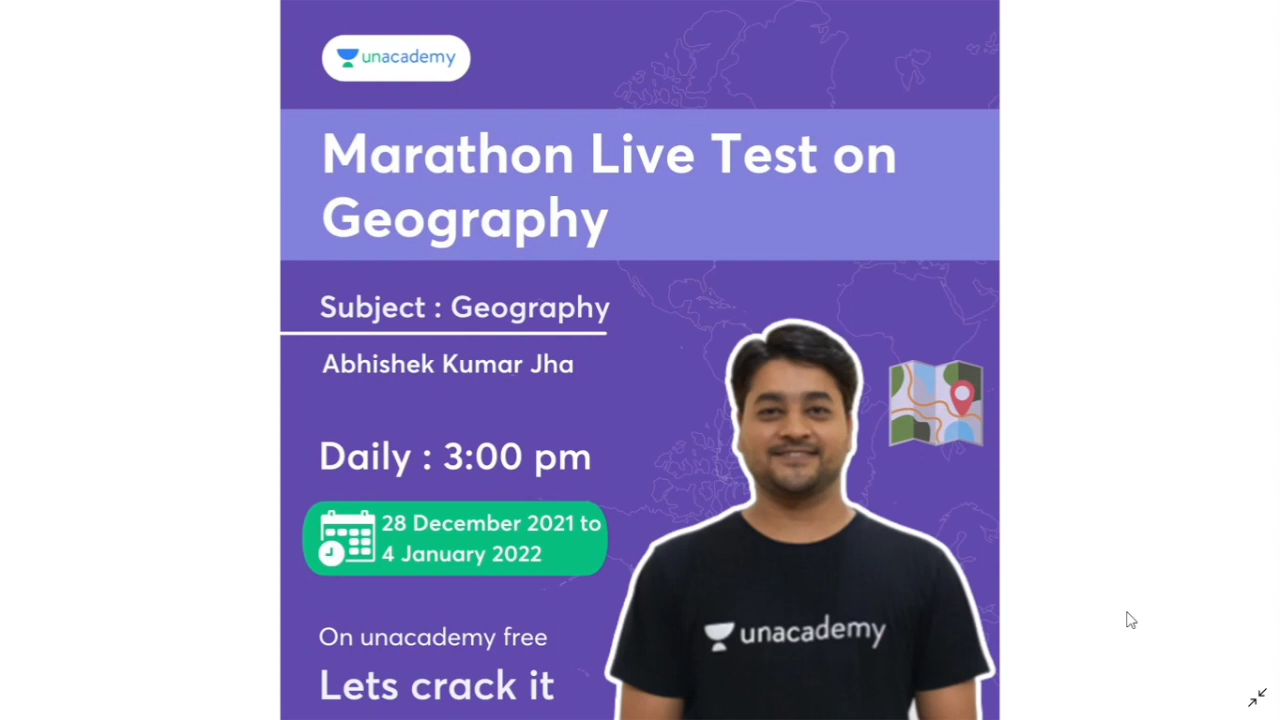 unacademy
Marathon Live Test on
Geography
Subject : Geography
Abhishek Kumar Jha
Daily : 3:00 pm
28 December 2021 to
4 January 2022
On unacademy free
Lets crack it
unacademy